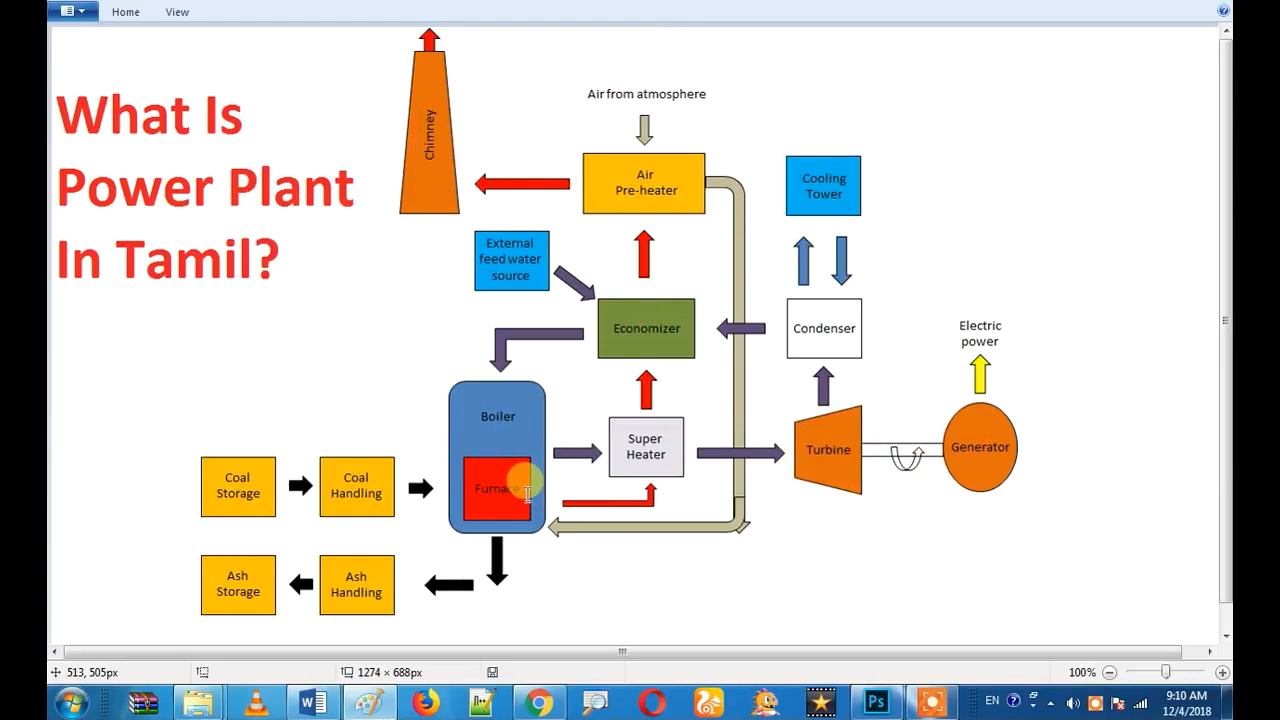 Home View
What Is
Power Plant
In Tamil?
Chimney
Air from atmosphere
Air
Pre-heater
Cooling
Tower
External
feed water
source
Economizer
Condenser
Electric
power
Boiler
Super
Heater
Turbine
Generator
Furnace
Coal
Storage
Coal
Handling
Ash
Storage
Ash
Handling
513, 505px
1274 × 688px
100%
EN
9:10 AM
12/4/2018
W
Ps